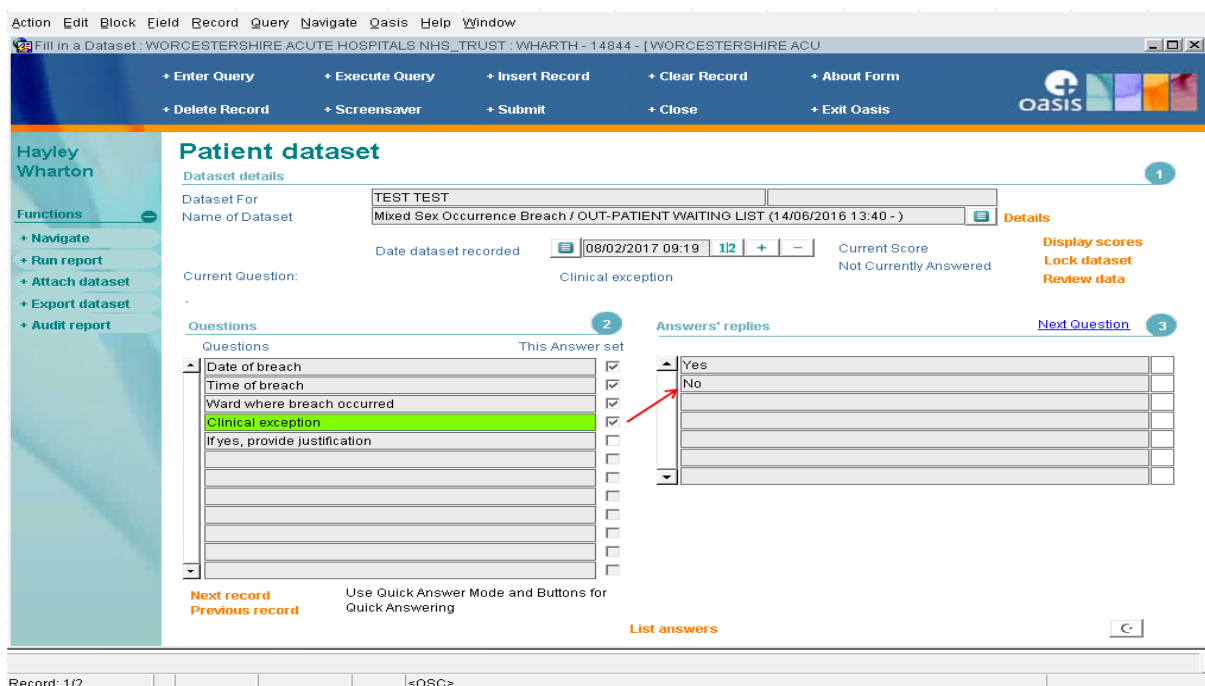 Action Edit Block Field Record Query Navigate Oasis Help Window
Fill in a Dataset : WORCESTERSHIRE ACUTE HOSPITALS NHS_TRUST : WHARTH - 14844 - [ WORCESTERSHIRE ACU
+ Enter Query + Execute Query + Insert Record + Clear Record + About Form
+ Delete Record + Screensaver + Submit + Close + Exit Oasis
oasis
Hayley
Wharton
Functions
+ Navigate
+ Run report
+ Attach dataset
+ Export dataset
+ Audit report
Patient dataset
Dataset details 1
Dataset For TEST TEST
Name of Dataset Mixed Sex Occurrence Breach / OUT-PATIENT WAITING LIST (14/06/2016 13:40 - ) Details
Date dataset recorded 08/02/2017 09:19 1|2 + - Current Score Display scores
Not Currently Answered Lock dataset
Current Question: Clinical exception Review data
.
Questions 2
Questions This Answer set
Date of breach
Time of breach
Ward where breach occurred
Clinical exception
If yes, provide justification
Answers' replies Next Question 3
Yes
No
Next record Use Quick Answer Mode and Buttons for
Previous record Quick Answering
List answers
Record: 1/2 <OSC>